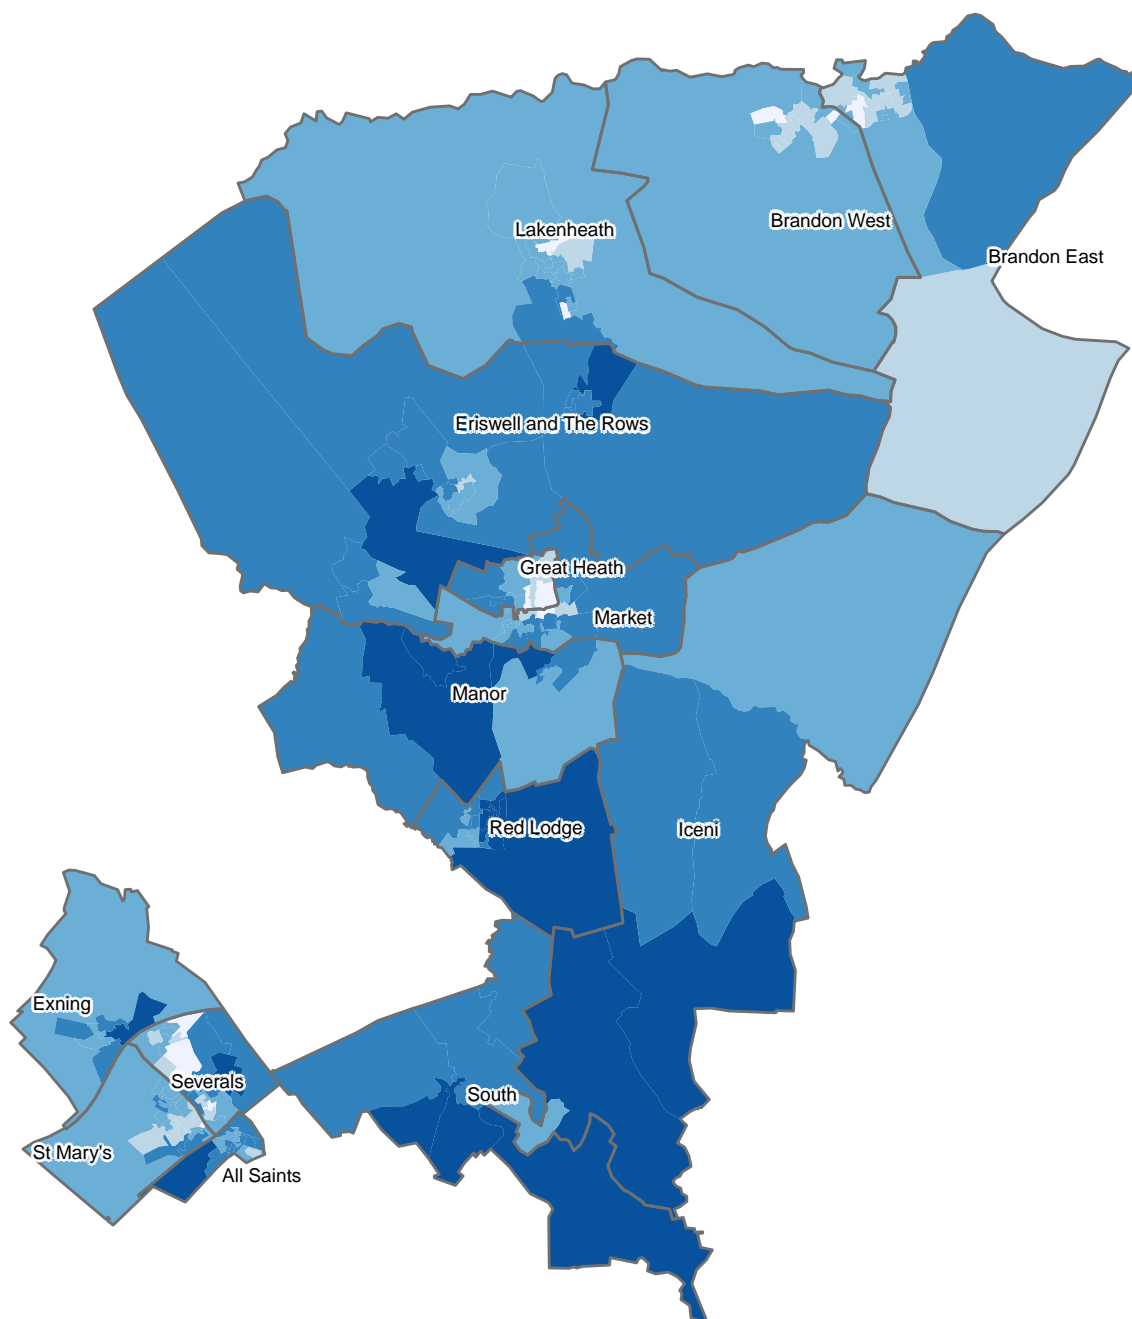 Brandon West
Lakenheath
Brandon East
Eriswell and The Rows
Great Heath
Market
Manor
Red Lodge
Iceni
Exning
Severals
South
St Mary's
All Saints